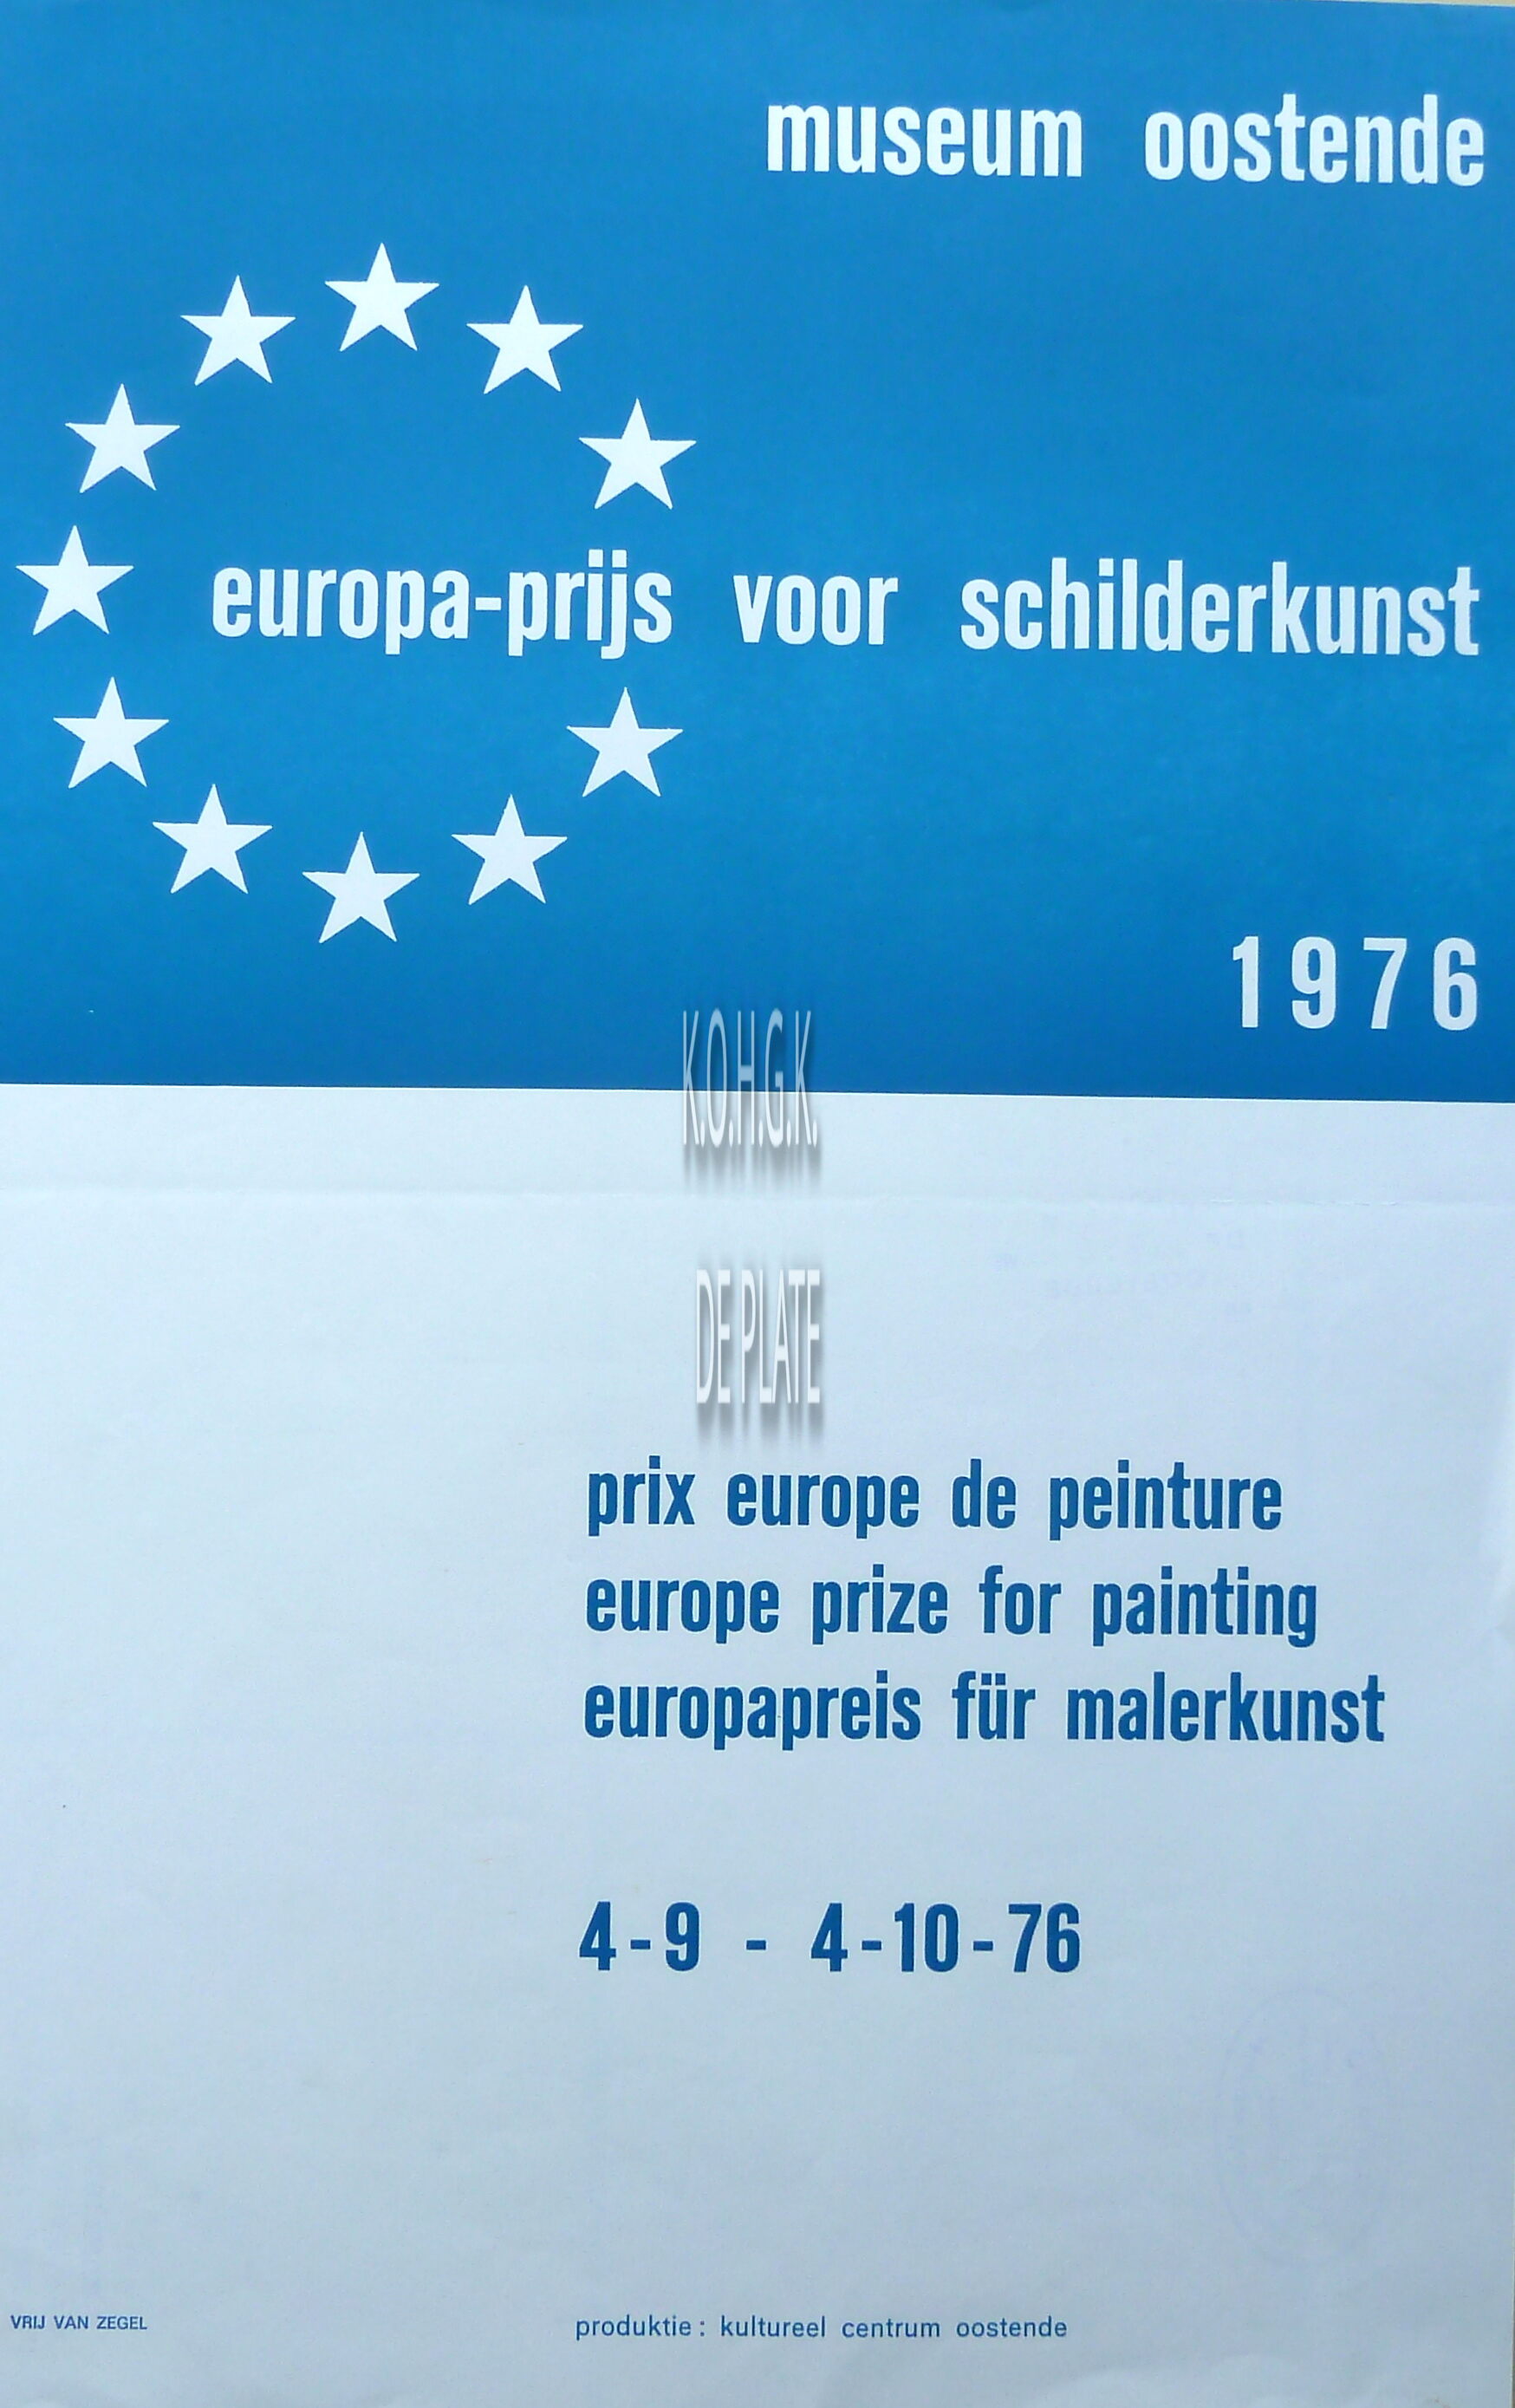 museum oostende
europa-prijs voor schilderkunst
1976
K.O.H.G.K.
DE PLATE
prix europe de peinture
europe prize for painting
europapreis für malerkunst
4-9 - 4-10-76
VRIJ VAN ZEGEL
produktie: kultureel centrum oostende